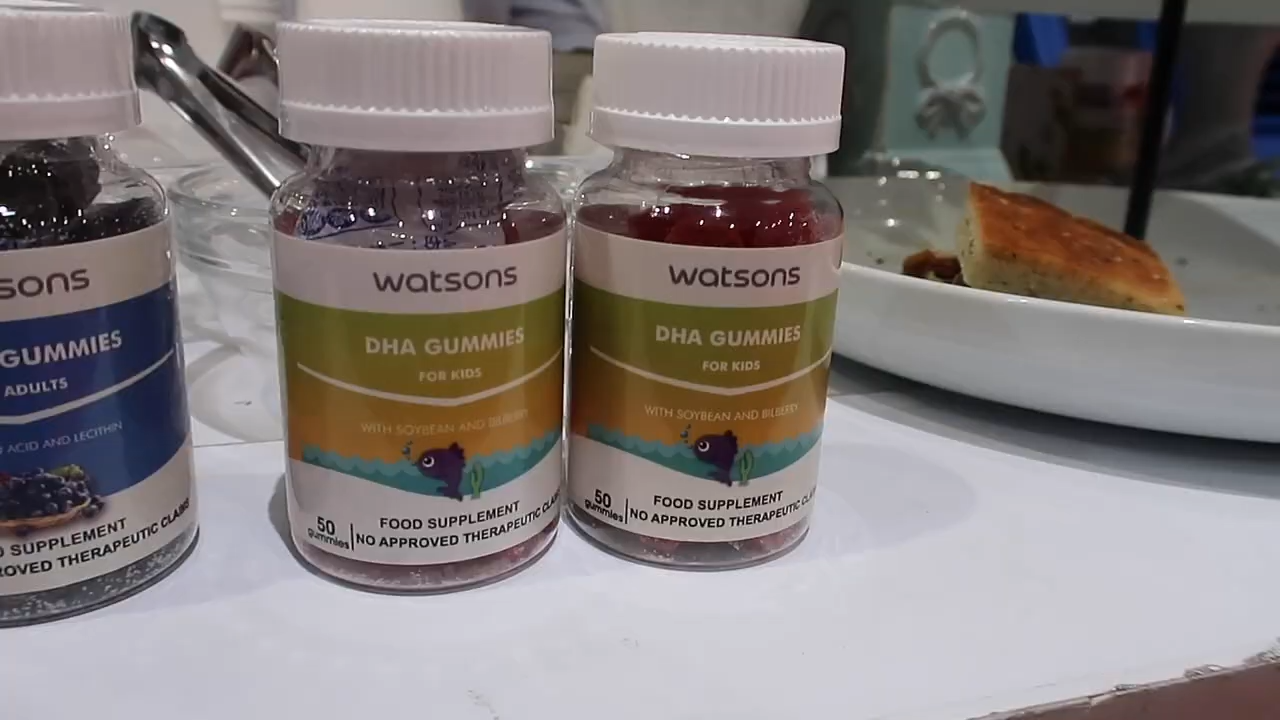 sons
GUMMIES
ADULTS
ACID AND LECITHIN
SUPPLEMENT
OVED THERAPEUTIC CLAIMS
watsons
DHA GUMMIES
FOR KIDS
WITH SOYBEAN AND BILBERRY
50
gummies
FOOD SUPPLEMENT
NO APPROVED THERAPEUTIC CLAI
watsons
DHA GUMMIES
FOR KIDS
WITH SOYBEAN AND BILBERRY
50
gummies
FOOD SUPPLEMENT
NO APPROVED THERAPEUTIC CLAI